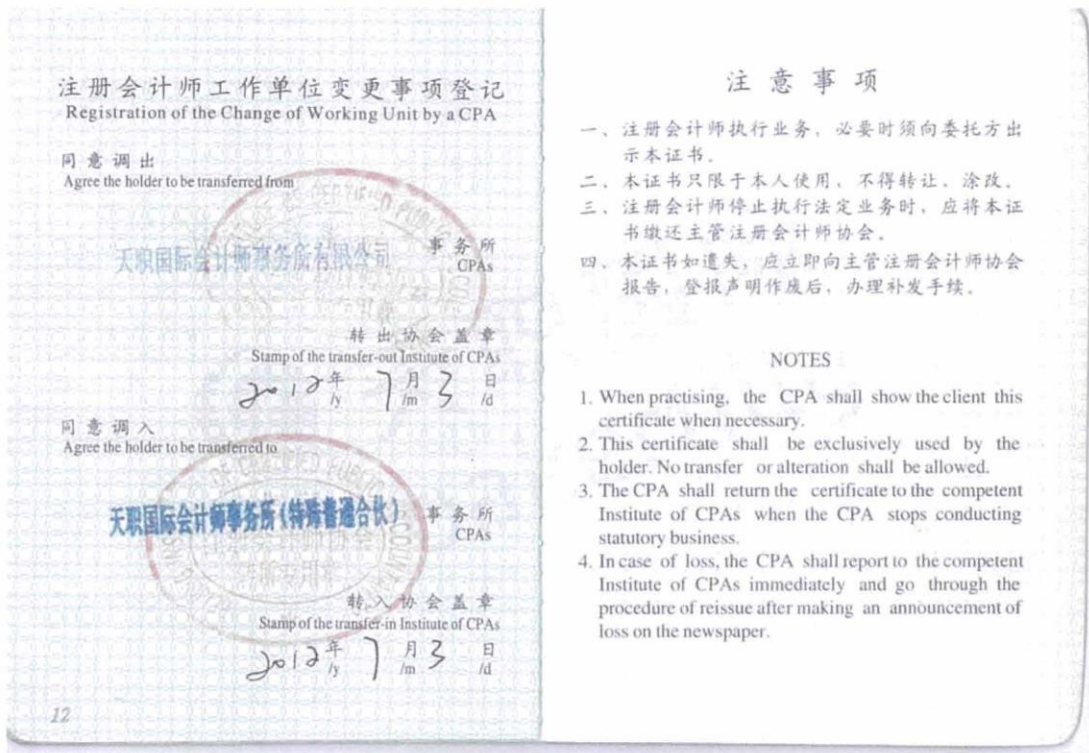 注册会计师工作单位变更事项登记
Registration of the Change of Working Unit by a CPA
同意调出
Agree the holder to be transferred from
天职国际会计师事务所有限公司
事务所
CPAs
转出协会盖章
Stamp of the transfer-out Institute of CPAs
2012年 7月 3日
/y /m /d
同意调入
Agree the holder to be transferred to
天职国际会计师事务所(特殊普通合伙)
事务所
CPAs
转入协会盖章
Stamp of the transfer-in Institute of CPAs
2012年 7月 3日
/y /m /d
12
注意事项
一、注册会计师执行业务，必要时须向委托方出
示本证书。
二、本证书只限于本人使用，不得转让、涂改。
三、注册会计师停止执行法定业务时，应将本证
书缴还主管注册会计师协会。
四、本证书如遗失，应立即向主管注册会计师协会
报告，登报声明作废后，办理补发手续。
NOTES
1. When practising, the CPA shall show the client this
certificate when necessary.
2. This certificate shall be exclusively used by the
holder. No transfer or alteration shall be allowed.
3. The CPA shall return the certificate to the competent
Institute of CPAs when the CPA stops conducting
statutory business.
4. In case of loss, the CPA shall report to the competent
Institute of CPAs immediately and go through the
procedure of reissue after making an announcement of
loss on the newspaper.